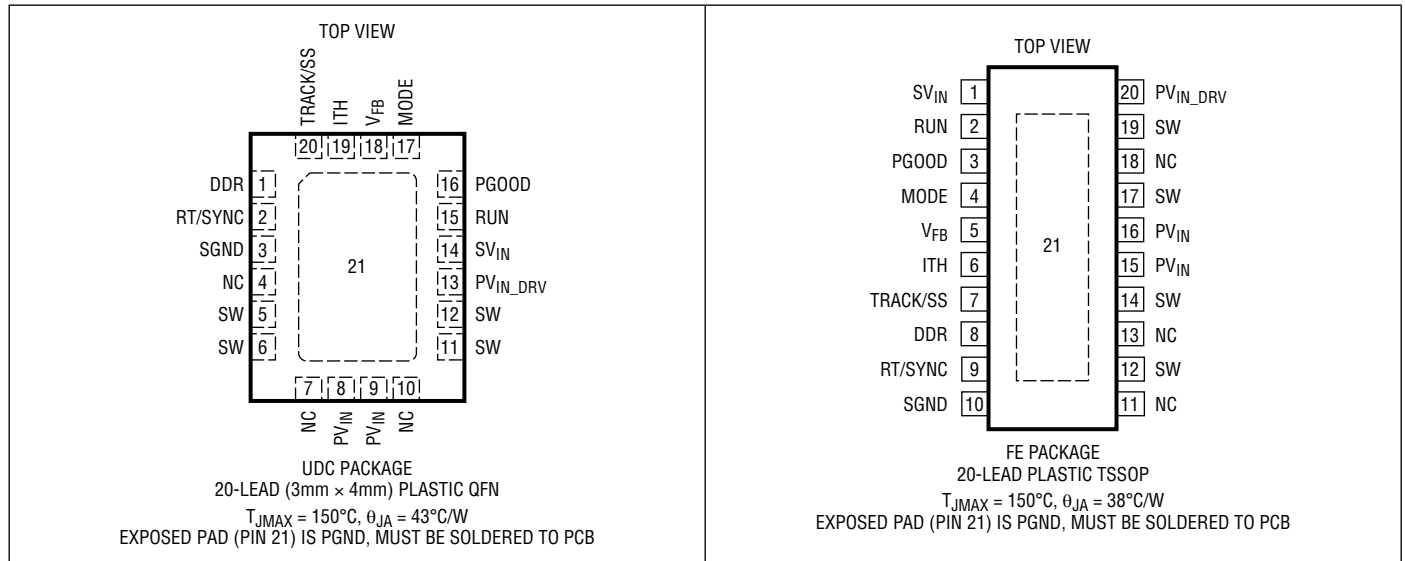 TOP VIEW
TRACK/SS
ITH
VFB
MODE
20 19 18 17
DDR 1
RT/SYNC 2
SGND 3
NC 4
SW 5
SW 6
21
16 PGOOD
15 RUN
14 SVIN
13 PVIN_DRV
12 SW
11 SW
7 8 9 10
NC
PVIN
PVIN
NC
UDC PACKAGE
20-LEAD (3mm × 4mm) PLASTIC QFN
TJMAX = 150°C, θJA = 43°C/W
EXPOSED PAD (PIN 21) IS PGND, MUST BE SOLDERED TO PCB
TOP VIEW
SVIN 1
RUN 2
PGOOD 3
MODE 4
VFB 5
ITH 6
TRACK/SS 7
DDR 8
RT/SYNC 9
SGND 10
21
20 PVIN_DRV
19 SW
18 NC
17 SW
16 PVIN
15 PVIN
14 SW
13 NC
12 SW
11 NC
FE PACKAGE
20-LEAD PLASTIC TSSOP
TJMAX = 150°C, θJA = 38°C/W
EXPOSED PAD (PIN 21) IS PGND, MUST BE SOLDERED TO PCB